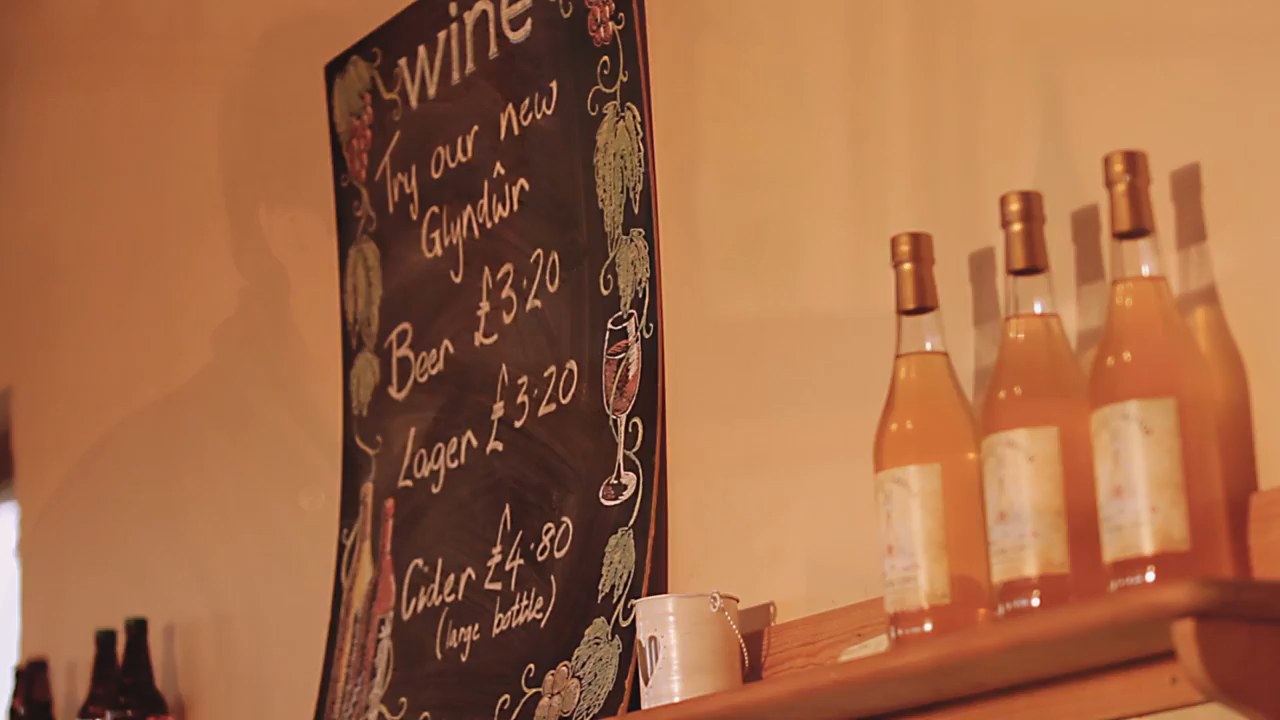 wine
Try our new
Glyndŵr
Beer £3.20
Lager £3.20
Cider £4.80
(large bottle)